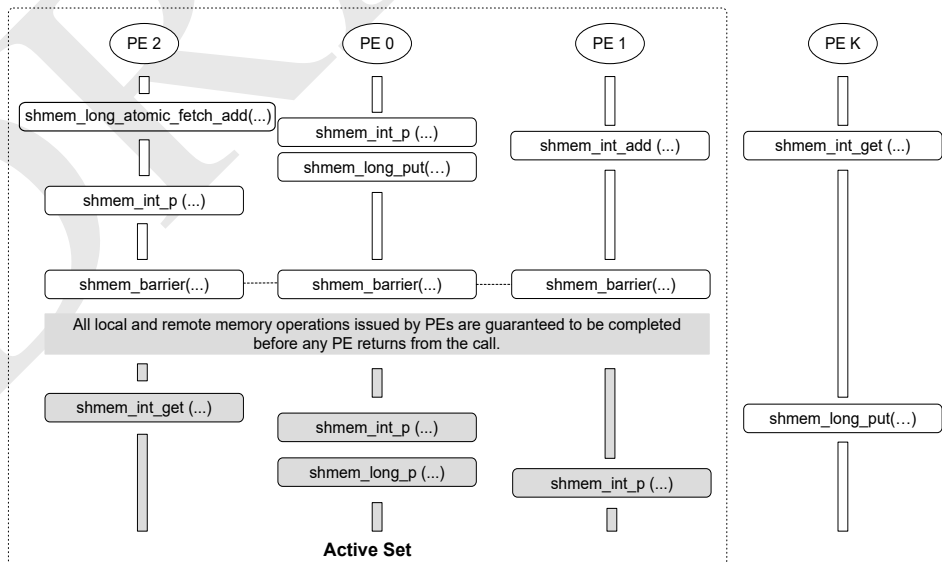 PE 2
PE 0
PE 1
PE K
shmem_long_atomic_fetch_add(...)
shmem_int_p (...)
shmem_int_add (...)
shmem_int_get (...)
shmem_long_put(...)
shmem_int_p (...)
shmem_barrier(...)
shmem_barrier(...)
shmem_barrier(...)
All local and remote memory operations issued by PEs are guaranteed to be completed
before any PE returns from the call.
shmem_int_get (...)
shmem_int_p (...)
shmem_long_put(...)
shmem_long_p (...)
shmem_int_p (...)
Active Set